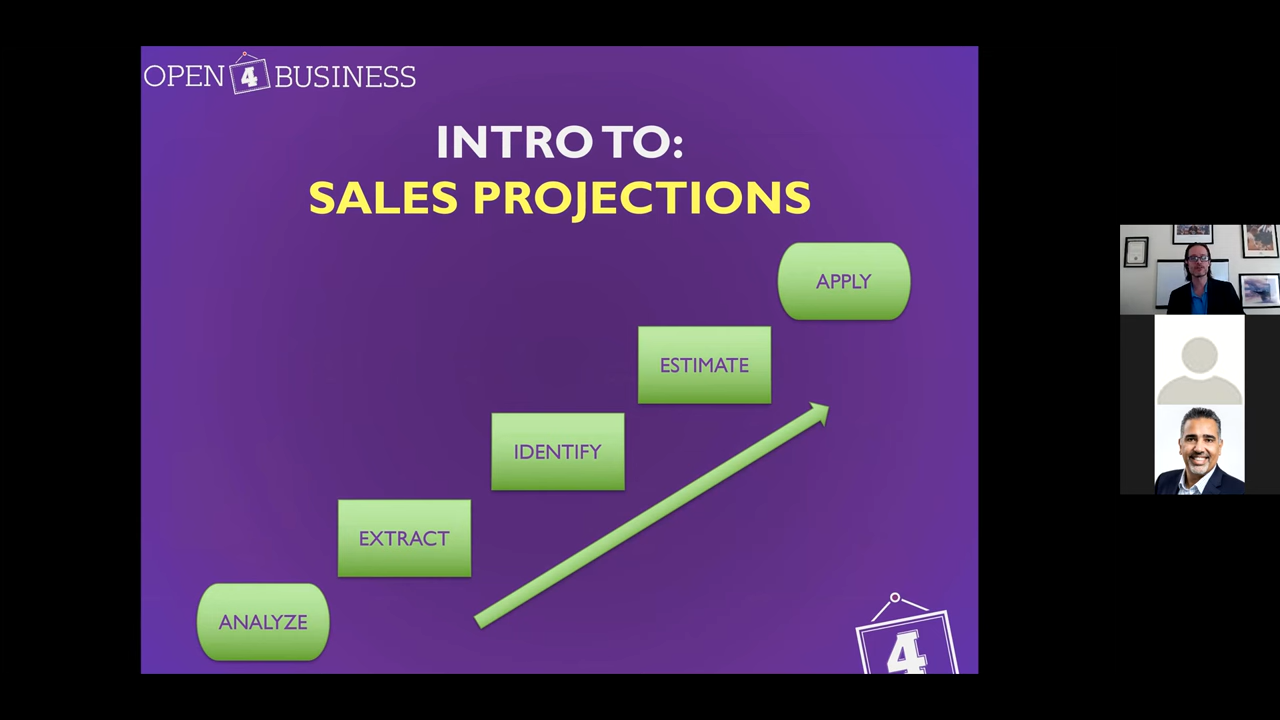 OPEN 4 BUSINESS
INTRO TO:
SALES PROJECTIONS
APPLY
ESTIMATE
IDENTIFY
EXTRACT
ANALYZE
4